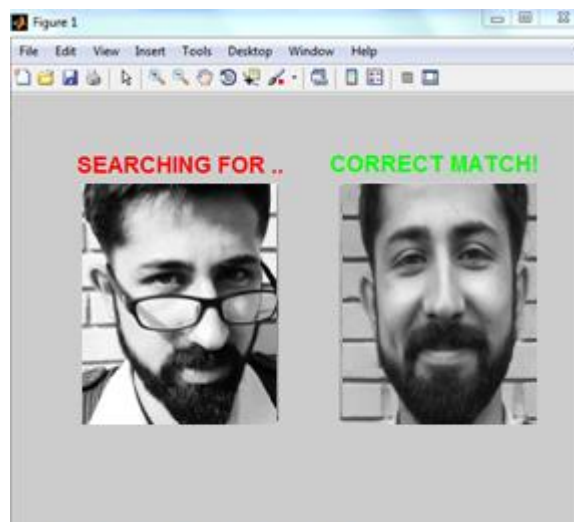 Figure 1
File Edit View Insert Tools Desktop Window Help
SEARCHING FOR ..
CORRECT MATCH!